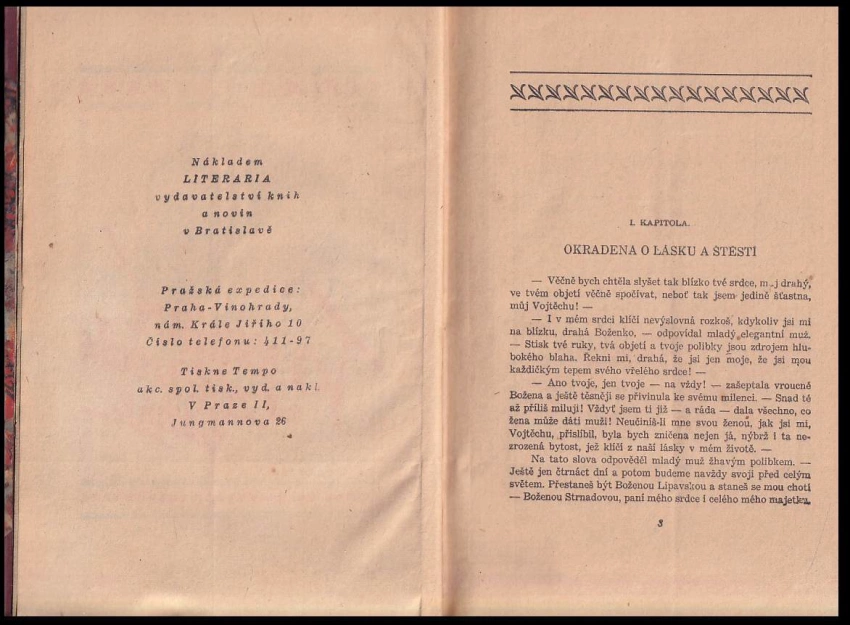 Nákladem
LITERARIA
vydavatelství knih
a novin
v Bratislavě
Pražská expedice:
Praha-Vinohrady,
nám. Krále Jiřího 10
Číslo telefonu: 411-97
Tiskne Tempo
akc. spol. tisk., vyd. a nakl.
V Praze II,
Jungmannova 26
I. KAPITOLA.
OKRADENA O LÁSKU A ŠTĚSTÍ
— Věčně bych chtěla slyšet tak blízko tvé srdce, můj drahý,
ve tvém objetí věčně spočívat, neboť tak jsem jedině šťastna,
můj Vojtěchu! —
— I v mém srdci klíčí nevýslovná rozkoš, kdykoliv jsi mi
na blízku, drahá Boženko, — odpovídal mladý elegantní muž.
— Stisk tvé ruky, tvá objetí a tvoje polibky jsou zdrojem hlu-
bokého blaha. Řekni mi, drahá, že jsi jen moje, že jsi mou
každičkým tepem svého vřelého srdce! —
— Ano tvoje, jen tvoje — na vždy! — zašeptala vroucně
Božena a ještě těsněji se přivinula ke svému milenci. — Snad tě
až příliš miluji! Vždyť jsem ti již — a ráda — dala všechno, co
žena může dáti muži! Neučiníš-li mne svou ženou, jak jsi mi,
Vojtěchu, přislíbil, byla bych zničena nejen já, nýbrž i ta ne-
zrozená bytost, jež klíčí z naší lásky v mém životě. —
Na tato slova odpověděl mladý muž žhavým polibkem. —
Ještě jen čtrnáct dní a potom budeme navždy svoji před celým
světem. Přestaneš být Boženou Lipavskou a staneš se mou chotí
— Boženou Strnadovou, paní mého srdce i celého mého majetku.
3